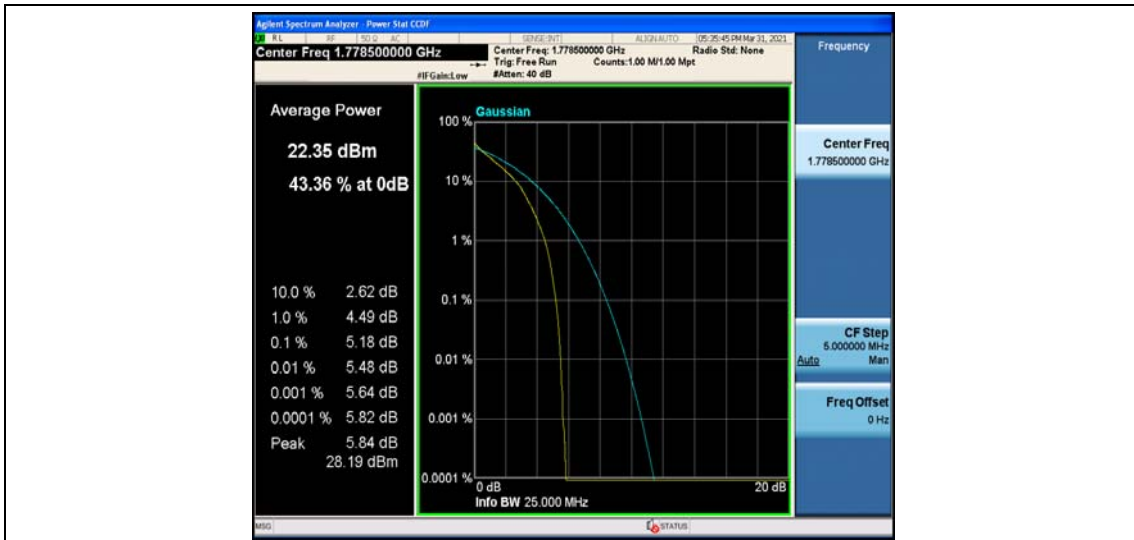 Agilent Spectrum Analyzer - Power Stat CCDF
RL RF 50 Ω AC SENSE:INT ALIGN AUTO 05:35:45 PM Mar 31, 2021
Center Freq 1.778500000 GHz
Center Freq: 1.778500000 GHz Radio Std: None
Trig: Free Run Counts:1.00 M/1.00 Mpt
#IFGain:Low #Atten: 40 dB
Frequency
Average Power
22.35 dBm
43.36 % at 0dB
10.0 % 2.62 dB
1.0 % 4.49 dB
0.1 % 5.18 dB
0.01 % 5.48 dB
0.001 % 5.64 dB
0.0001 % 5.82 dB
Peak 5.84 dB
28.19 dBm
Gaussian
100 %
10 %
1 %
0.1 %
0.01 %
0.001 %
0.0001 %
0 dB 20 dB
Info BW 25.000 MHz
Center Freq
1.778500000 GHz
CF Step
5.000000 MHz
Auto Man
Freq Offset
0 Hz
MSG STATUS